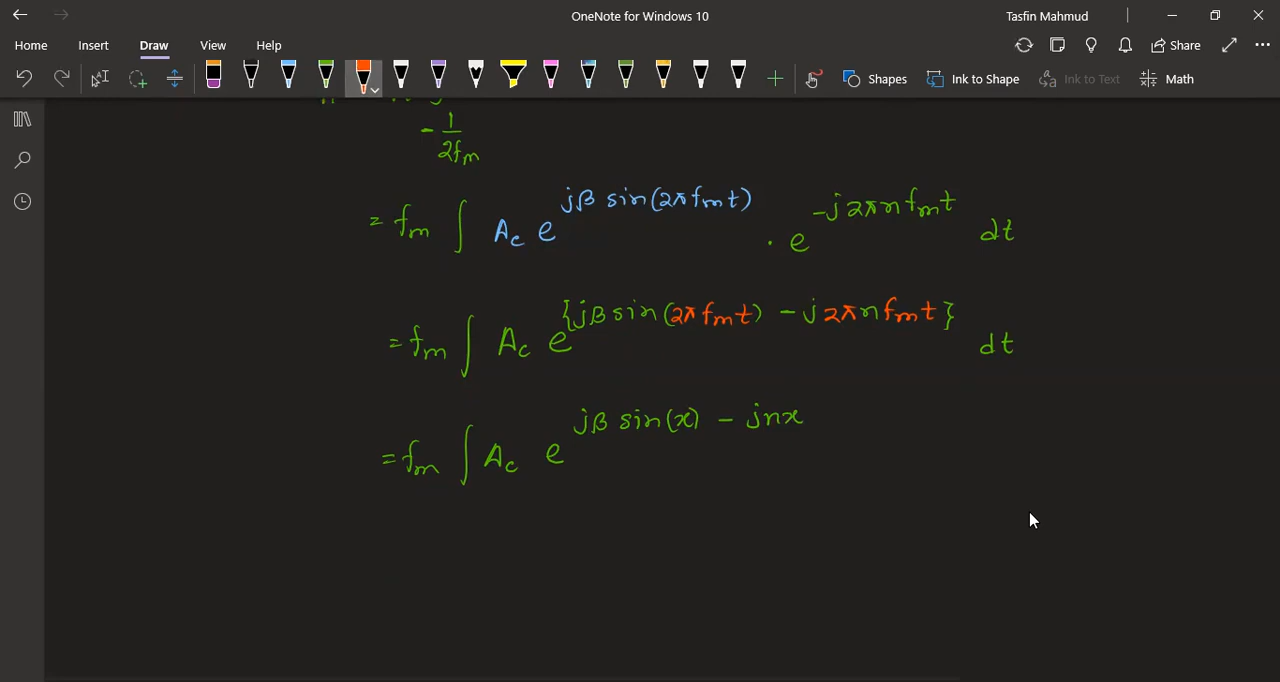 OneNote for Windows 10
Tasfin Mahmud
Home Insert Draw View Help
Share
Shapes Ink to Shape Ink to Text Math
- 1/2fm
= fm ∫ Ac e^jβ sin(2πfmt) . e^-j2πnfmt dt
= fm ∫ Ac e^{jβ sin(2πfmt) - j2πnfmt} dt
= fm ∫ Ac e^jβ sin(x) - jnx